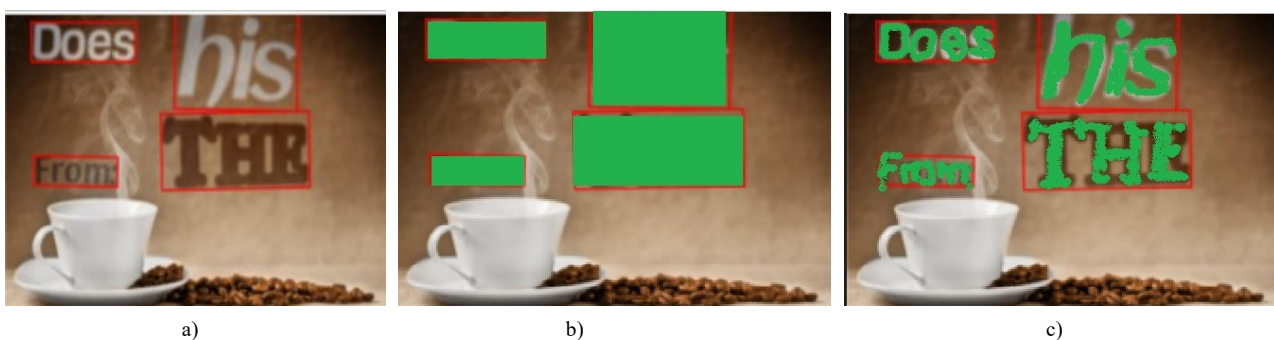 Does his
THE
From:
Does his
THE
From:
a) b) c)